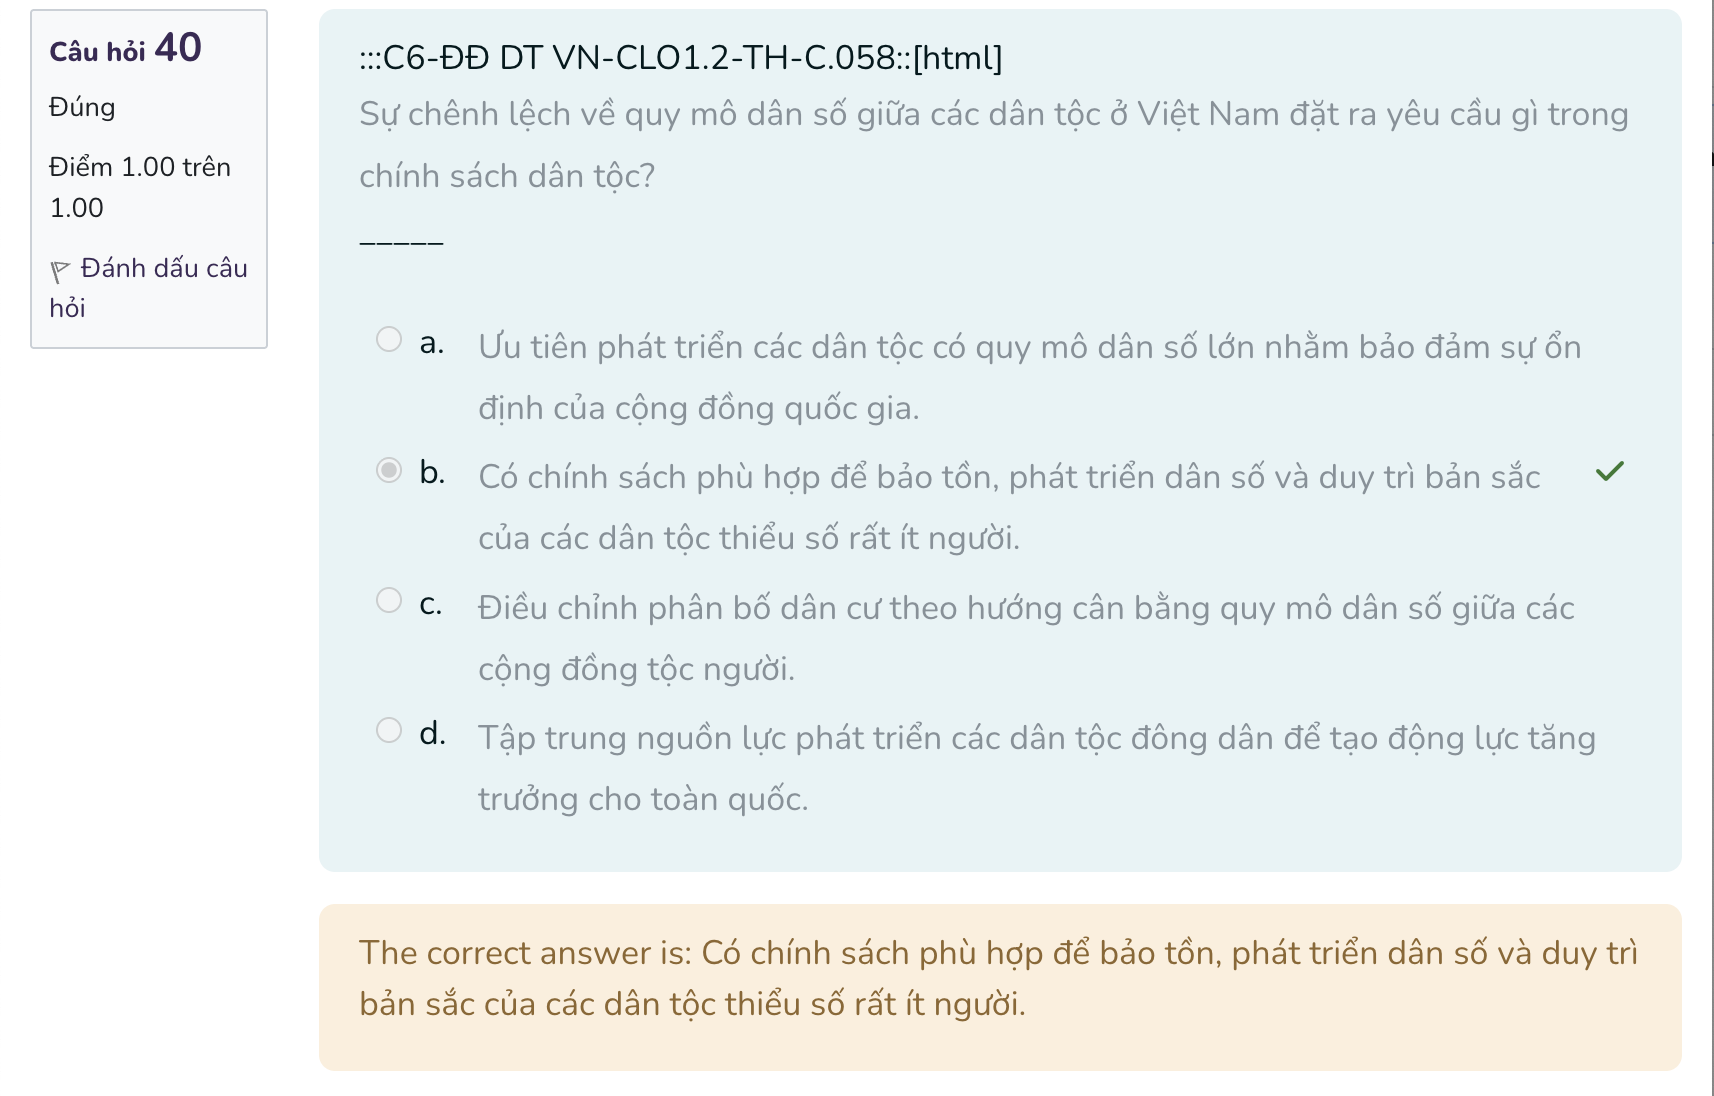 Câu hỏi 40
Đúng
Điểm 1.00 trên
1.00
Đánh dấu câu
hỏi
:::C6-ĐĐ DT VN-CLO1.2-TH-C.058::[html]
Sự chênh lệch về quy mô dân số giữa các dân tộc ở Việt Nam đặt ra yêu cầu gì trong
chính sách dân tộc?
_____
a. Ưu tiên phát triển các dân tộc có quy mô dân số lớn nhằm bảo đảm sự ổn
định của cộng đồng quốc gia.
b. Có chính sách phù hợp để bảo tồn, phát triển dân số và duy trì bản sắc
của các dân tộc thiểu số rất ít người.
c. Điều chỉnh phân bố dân cư theo hướng cân bằng quy mô dân số giữa các
cộng đồng tộc người.
d. Tập trung nguồn lực phát triển các dân tộc đông dân để tạo động lực tăng
trưởng cho toàn quốc.
The correct answer is: Có chính sách phù hợp để bảo tồn, phát triển dân số và duy trì
bản sắc của các dân tộc thiểu số rất ít người.